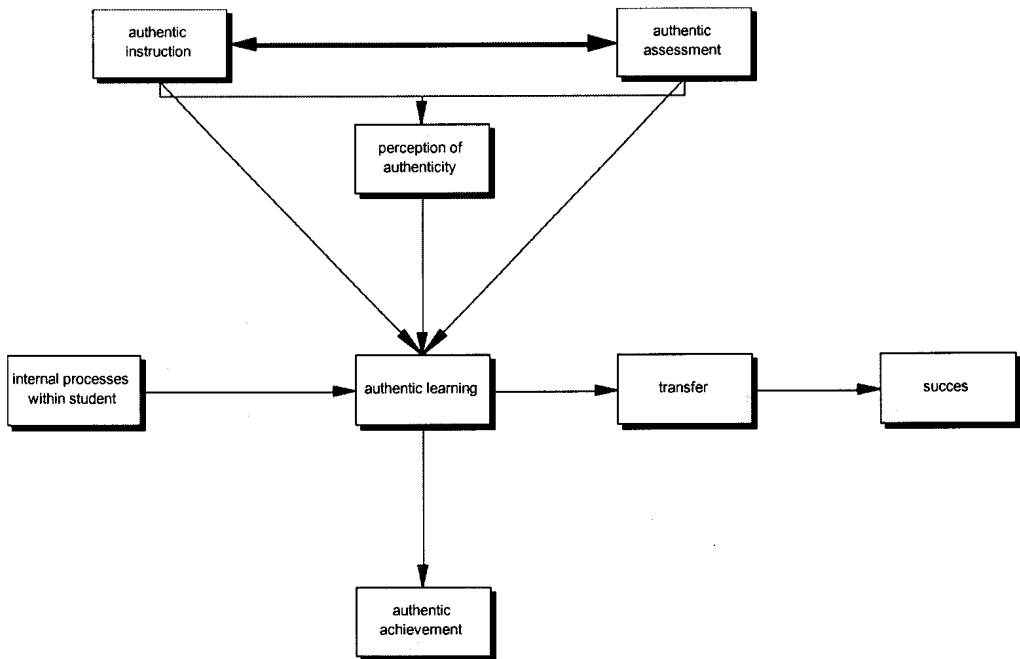 authentic
instruction
authentic
assessment
perception of
authenticity
internal processes
within student
authentic learning
transfer
succes
authentic
achievement